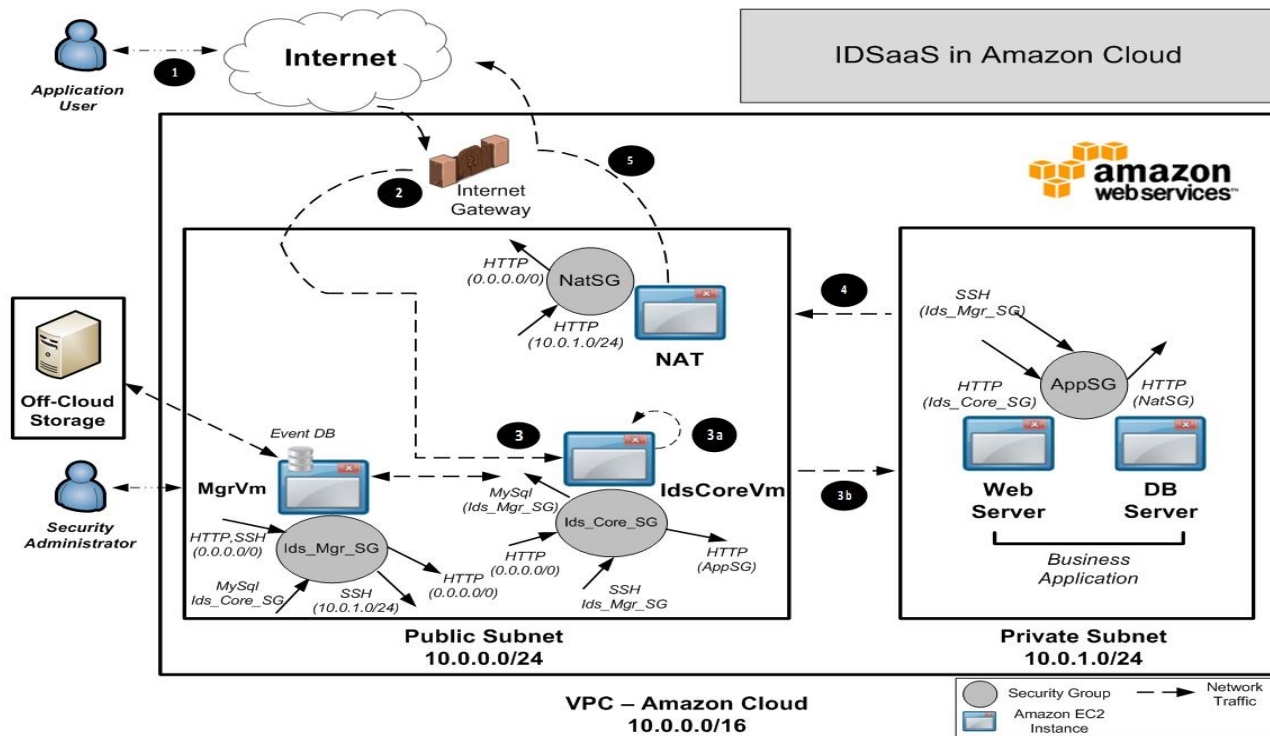 IDSaaS in Amazon Cloud
Internet
1
Application
User
2
Internet
Gateway
5
amazon
web services™
HTTP
(0.0.0.0/0)
NatSG
HTTP
(10.0.1.0/24)
NAT
4
SSH
(Ids_Mgr_SG)
AppSG
HTTP
(Ids_Core_SG)
HTTP
(NatSG)
Web
Server
DB
Server
Business
Application
Off-Cloud
Storage
Event DB
MgrVm
Security
Administrator
HTTP,SSH
(0.0.0.0/0)
Ids_Mgr_SG
MySql
Ids_Core_SG
SSH
(10.0.1.0/24)
HTTP
(0.0.0.0/0)
3
3a
3b
IdsCoreVm
MySql
(Ids_Mgr_SG)
Ids_Core_SG
HTTP
(0.0.0.0/0)
HTTP
(AppSG)
SSH
Ids_Mgr_SG
Public Subnet
10.0.0.0/24
Private Subnet
10.0.1.0/24
VPC – Amazon Cloud
10.0.0.0/16
Security Group
Network
Traffic
Amazon EC2
Instance